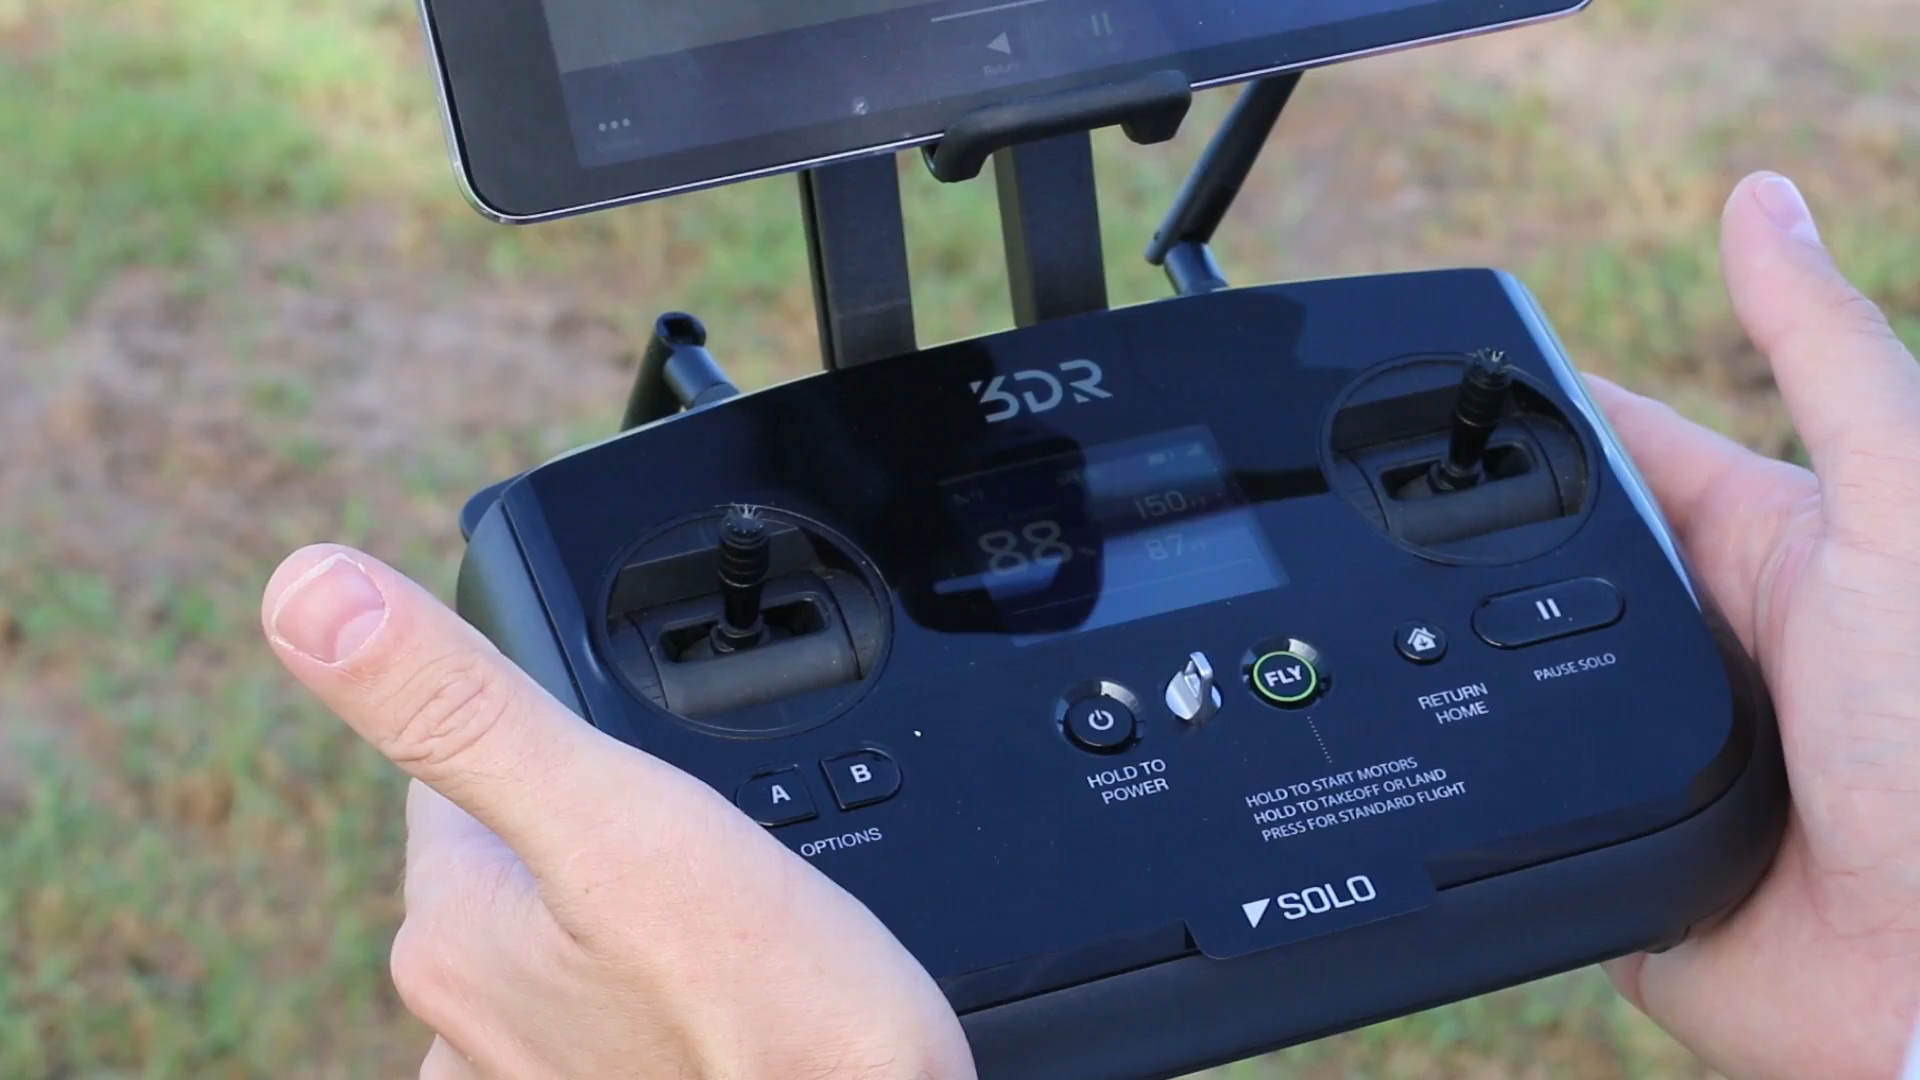 Return
3DR
88
150
87
FLY
PAUSE SOLO
RETURN
HOME
HOLD TO
POWER
A
B
OPTIONS
HOLD TO START MOTORS
HOLD TO TAKEOFF OR LAND
PRESS FOR STANDARD FLIGHT
SOLO